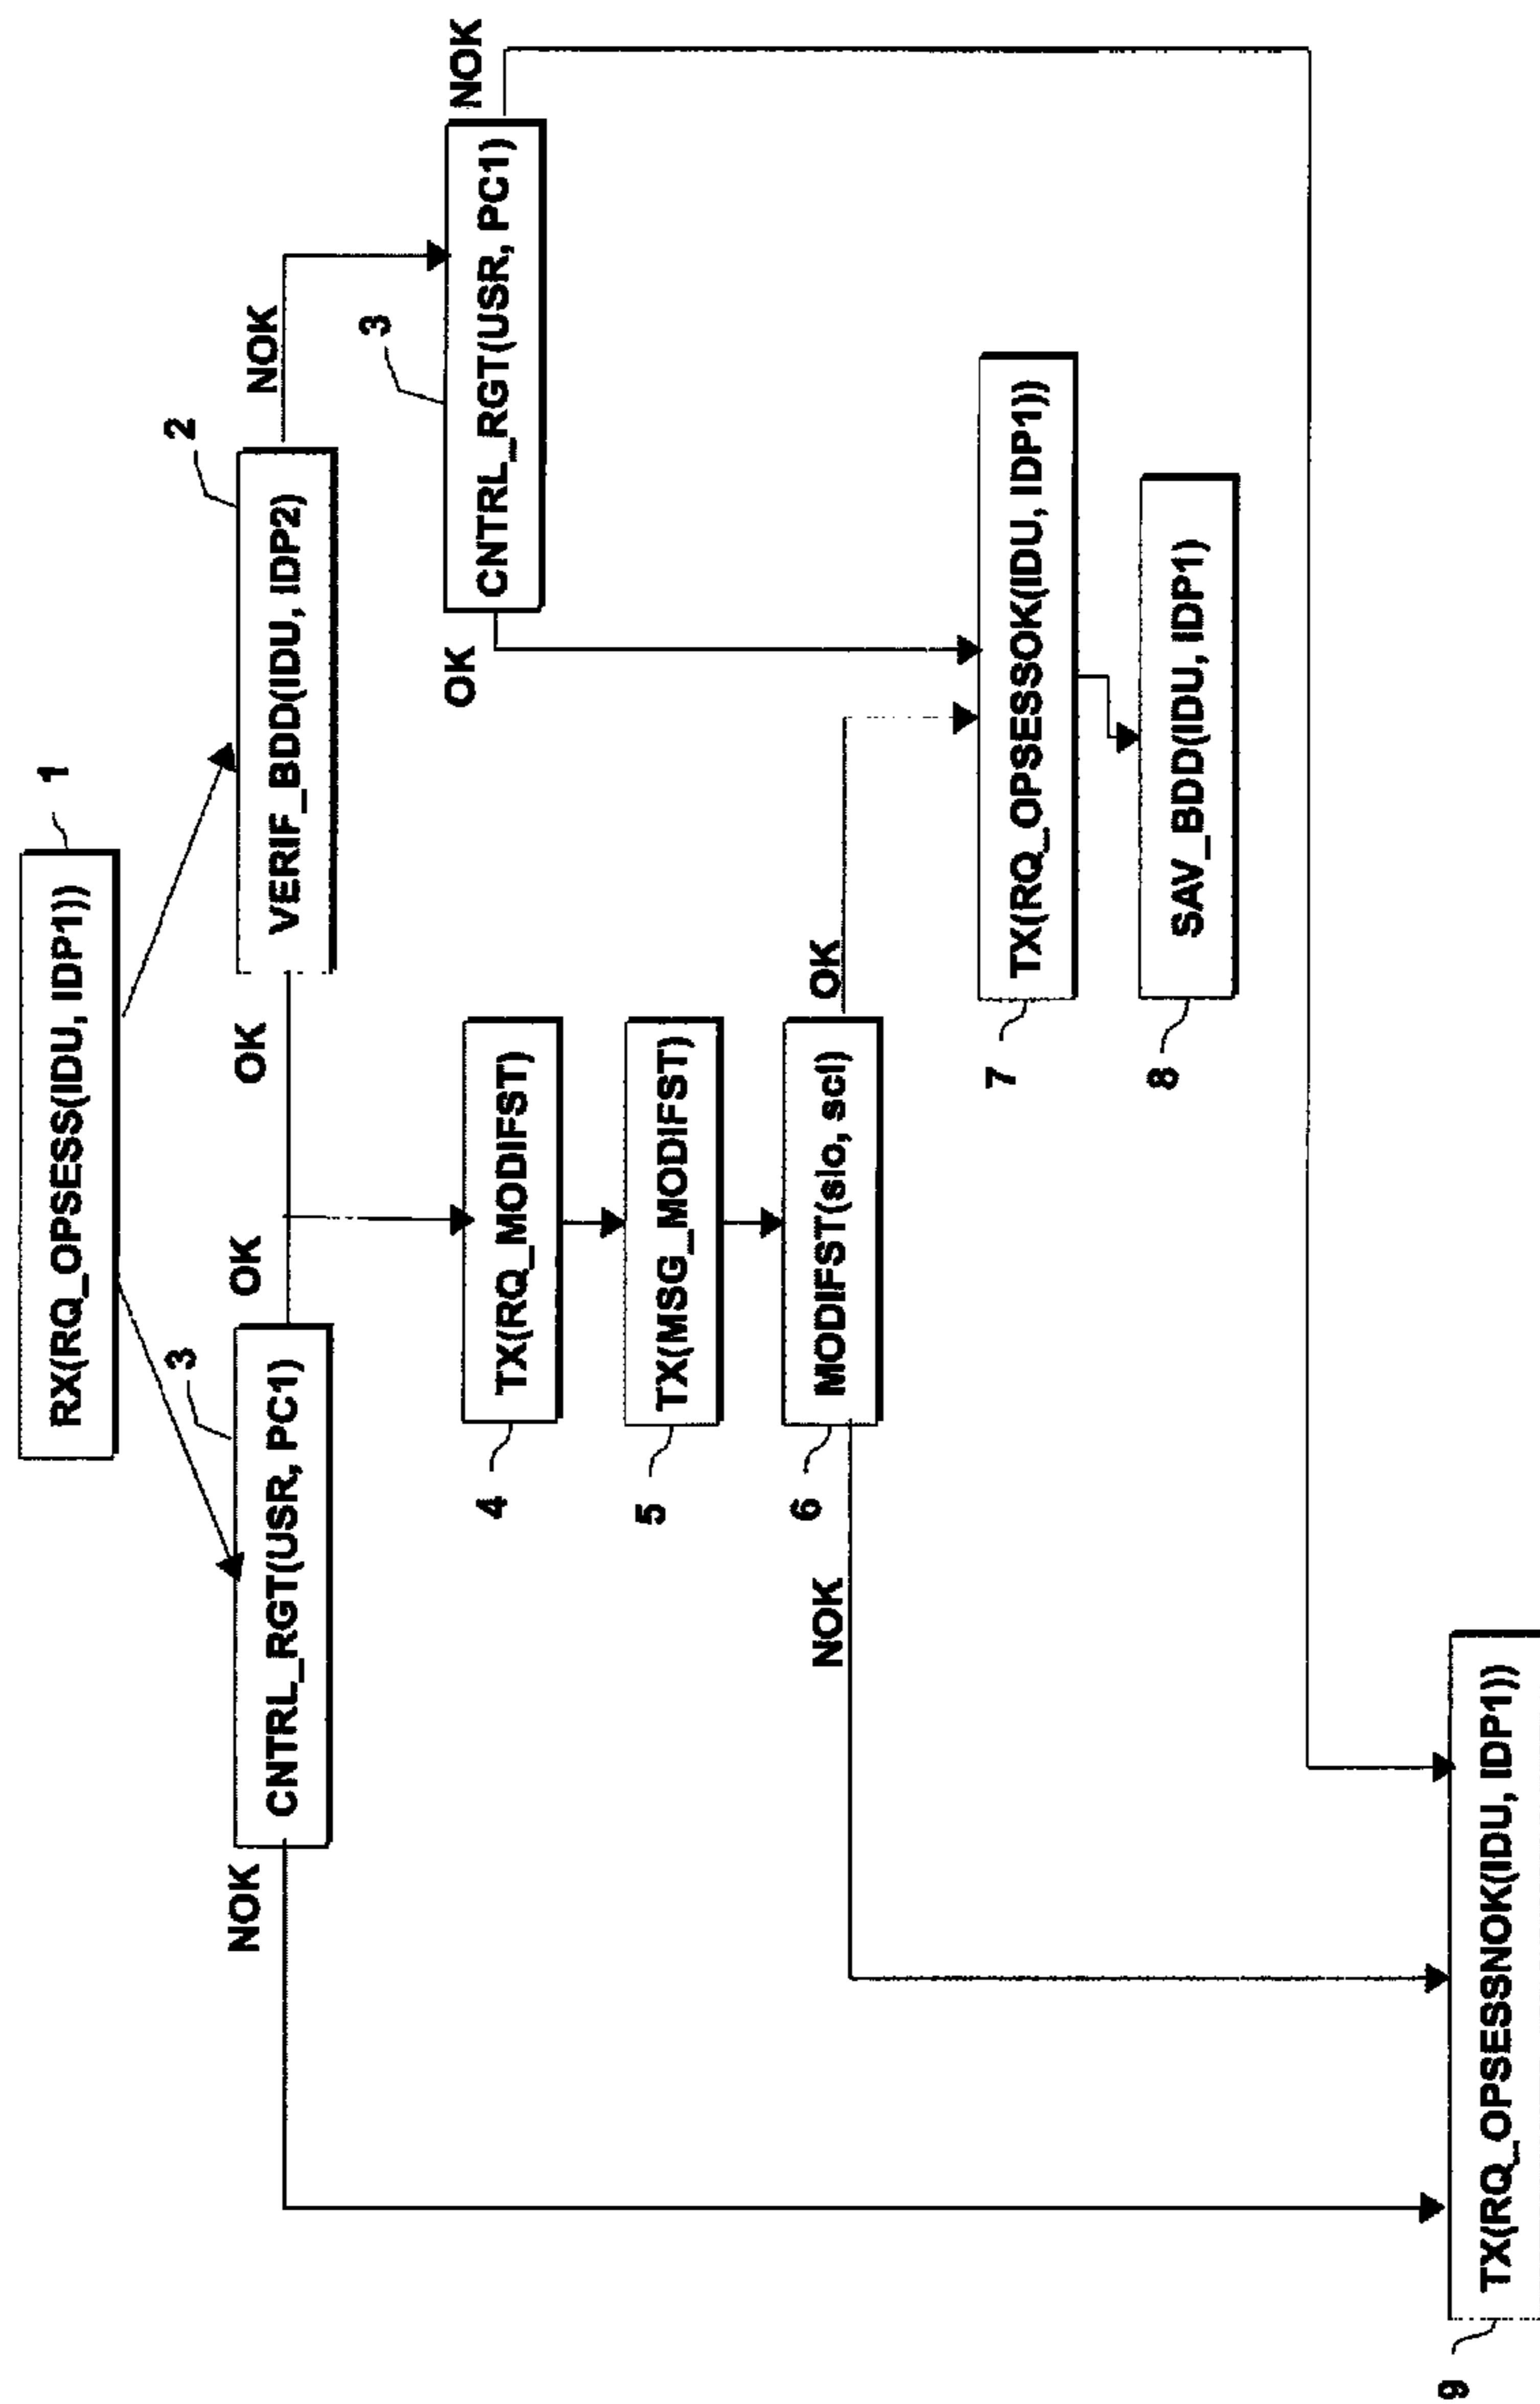 RX(RQ_OPSESS(IDU, IDP1))
1
3
CNTRL_RGT(USR, PC1)
NOK
OK
OK
VERIF_BDD(IDU, IDP2)
2
NOK
3
CNTRL_RGT(USR, PC1)
OK
NOK
4
TX(RQ_MODIFST)
5
TX(MSG_MODIFST)
6
MODIFST(slo, scl)
NOK
OK
7
TX(RQ_OPSESSOK(IDU, IDP1))
8
SAV_BDD(IDU, IDP1)
9
TX(RQ_OPSESSNOK(IDU, IDP1))